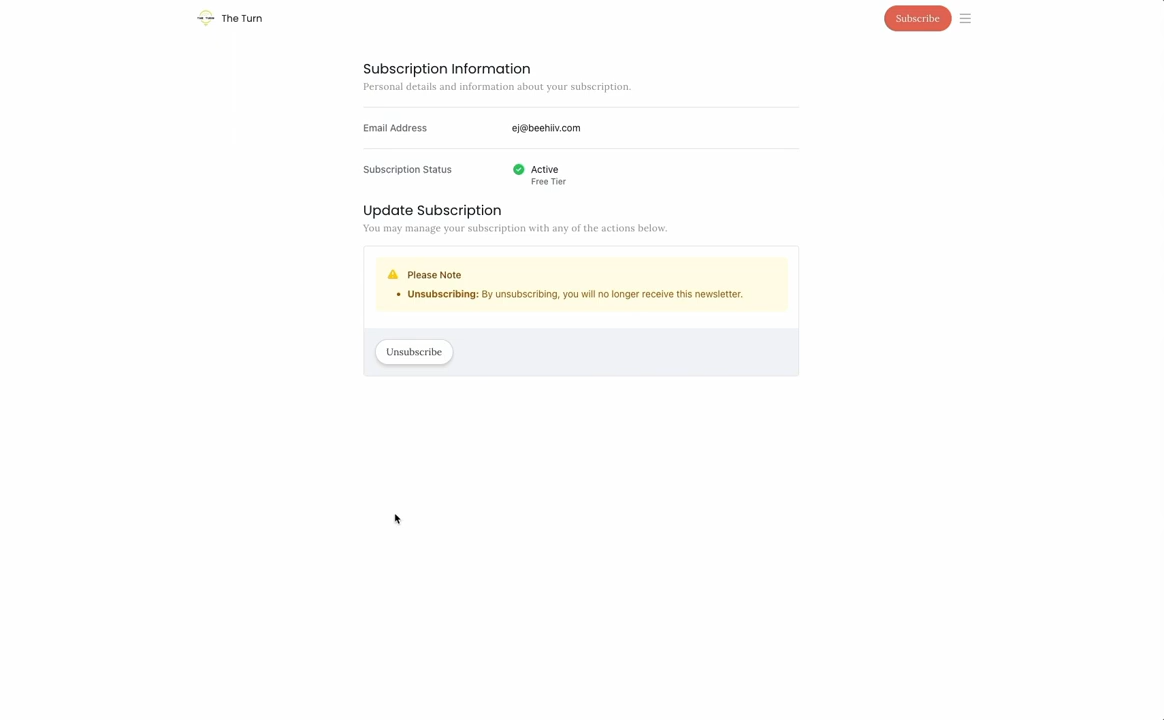 The Turn
Subscribe
Subscription Information
Personal details and information about your subscription.
Email Address
ej@beehiiv.com
Subscription Status
Active
Free Tier
Update Subscription
You may manage your subscription with any of the actions below.
Please Note
Unsubscribing: By unsubscribing, you will no longer receive this newsletter.
Unsubscribe